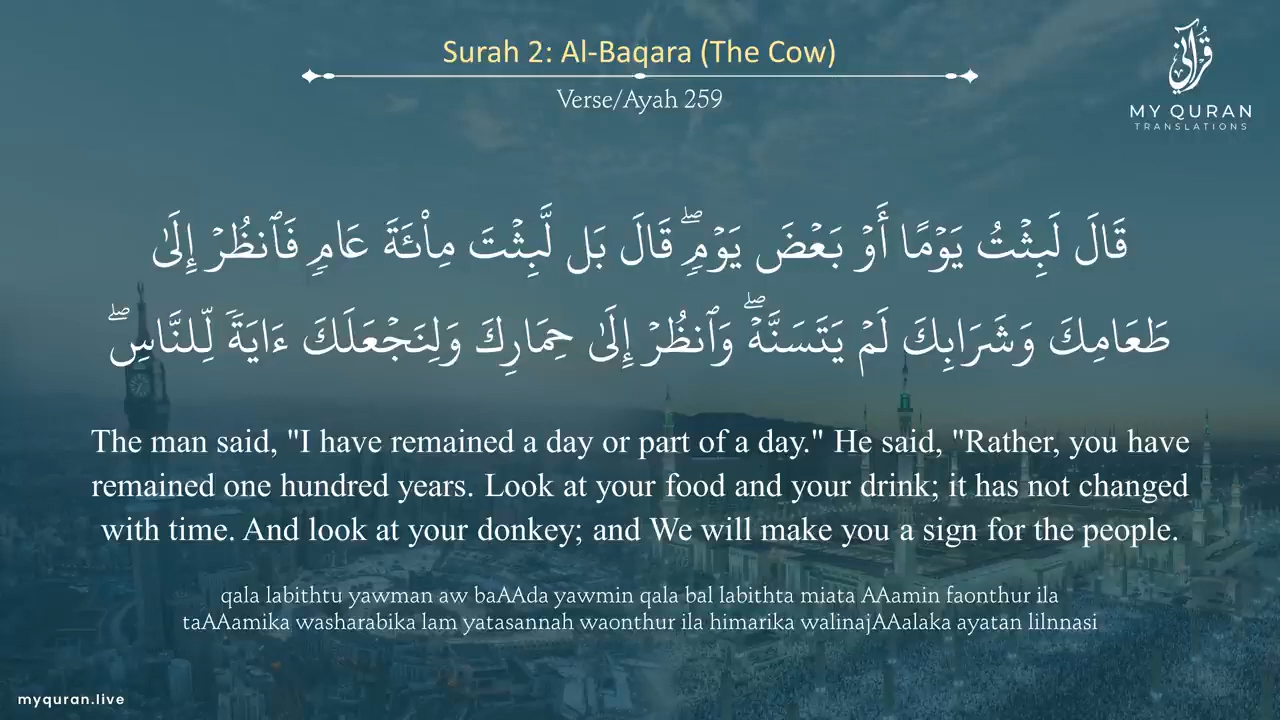 Surah 2: Al-Baqara (The Cow)
Verse/Ayah 259
قرآني
MY QURAN
TRANSLATIONS
قَالَ لَبِثْتُ يَوْمًا أَوْ بَعْضَ يَوْمٍۢ ۖ قَالَ بَل لَّبِثْتَ مِا۟ئَةَ عَامٍۢ فَٱنظُرْ إِلَىٰ
طَعَامِكَ وَشَرَابِكَ لَمْ يَتَسَنَّهْ ۖ وَٱنظُرْ إِلَىٰ حِمَارِكَ وَلِنَجْعَلَكَ ءَايَةًۭ لِّلنَّاسِ ۖ
The man said, "I have remained a day or part of a day." He said, "Rather, you have
remained one hundred years. Look at your food and your drink; it has not changed
with time. And look at your donkey; and We will make you a sign for the people.
qala labithtu yawman aw baAAda yawmin qala bal labithta miata AAamin faonthur ila
taAAamika washarabika lam yatasannah waonthur ila himarika walinajAAalaka ayatan lilnnasi
myquran.live